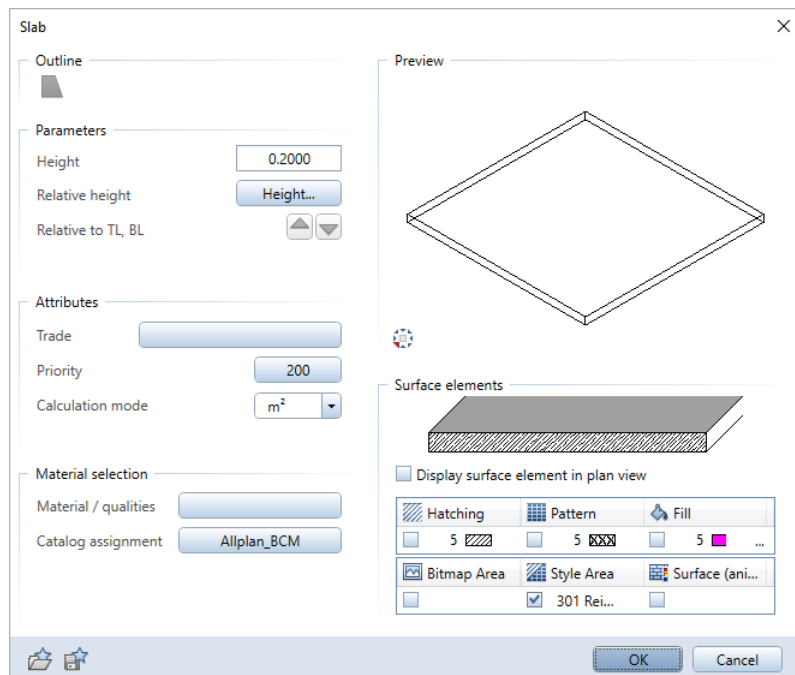 Slab
Outline
Parameters
Height 0.2000
Relative height Height...
Relative to TL, BL
Attributes
Trade
Priority 200
Calculation mode m²
Material selection
Material / qualities
Catalog assignment Allplan_BCM
Preview
Surface elements
Display surface element in plan view
Hatching Pattern Fill
5 5 5 ...
Bitmap Area Style Area Surface (ani...
301 Rei...
OK Cancel